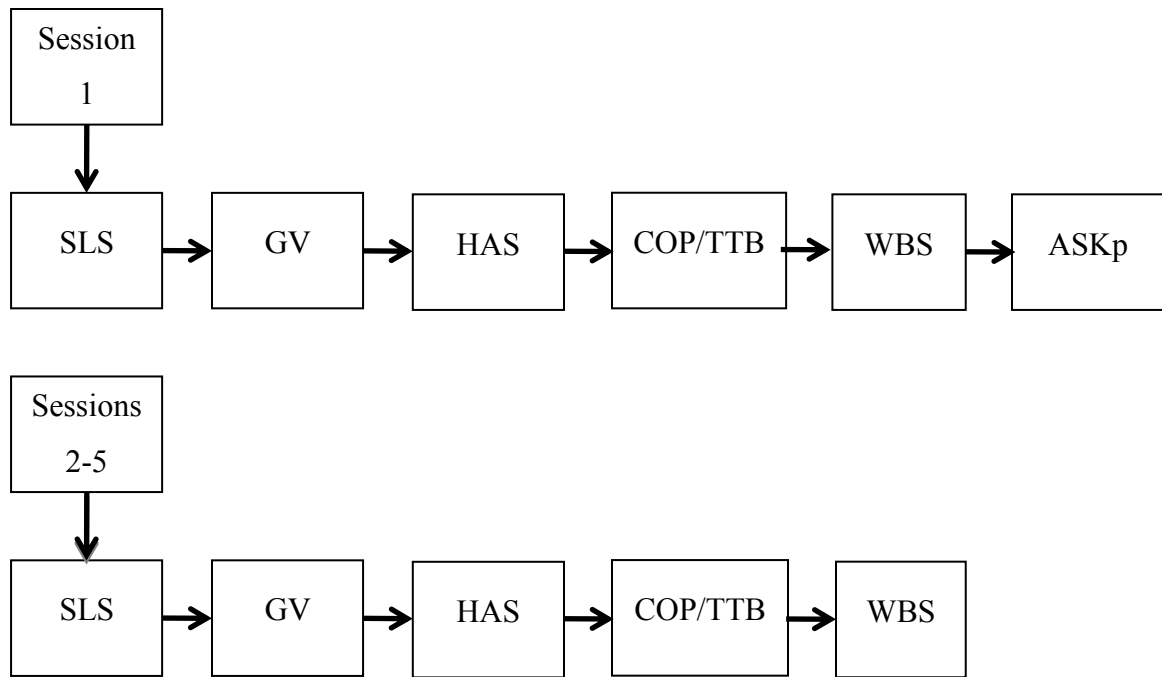 Session
1
SLS
GV
HAS
COP/TTB
WBS
ASKp
Sessions
2-5
SLS
GV
HAS
COP/TTB
WBS